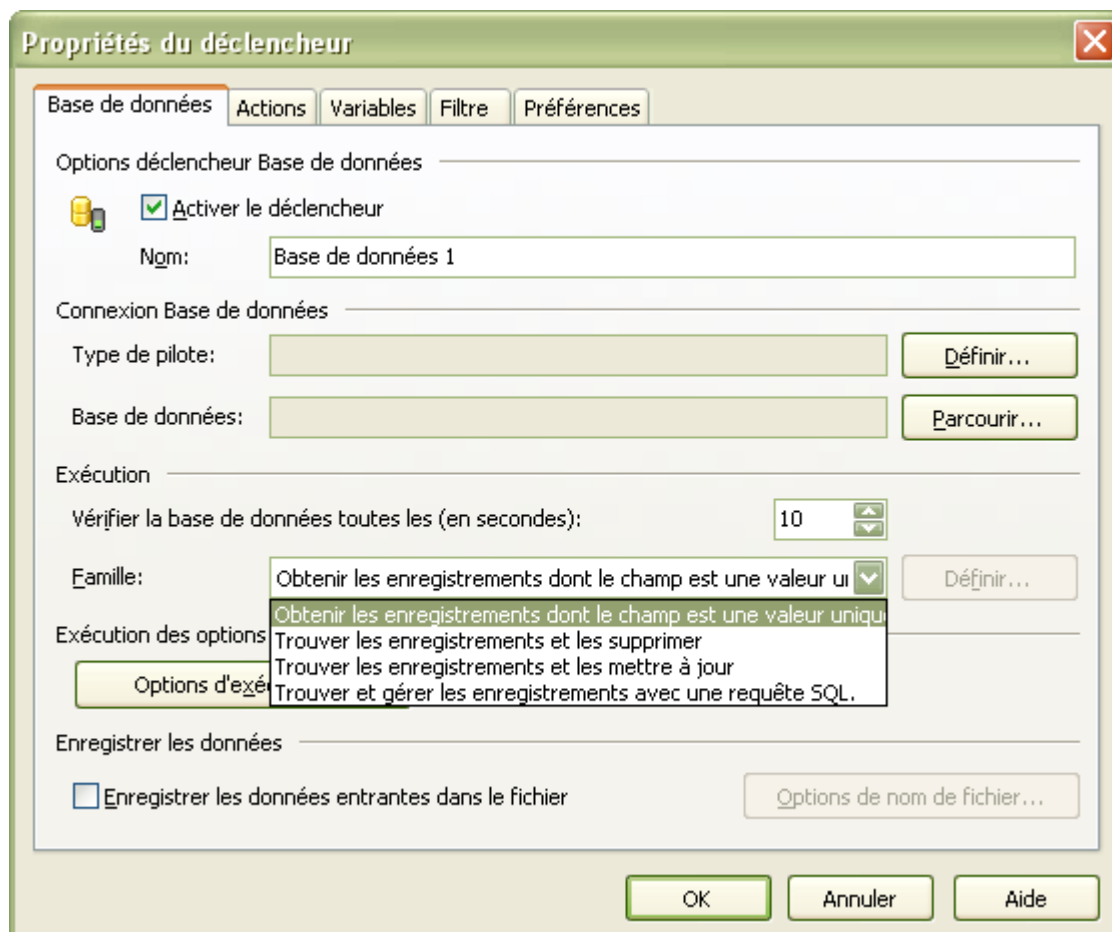 Propriétés du déclencheur
Base de données Actions Variables Filtre Préférences
Options déclencheur Base de données
Activer le déclencheur
Nom: Base de données 1
Connexion Base de données
Type de pilote: Définir...
Base de données: Parcourir...
Exécution
Vérifier la base de données toutes les (en secondes): 10
Famille: Obtenir les enregistrements dont le champ est une valeur Définir...
Obtenir les enregistrements dont le champ est une valeur uniqu
Exécution des options
Trouver les enregistrements et les supprimer
Trouver les enregistrements et les mettre à jour
Options d'exé
Trouver et gérer les enregistrements avec une requête SQL.
Enregistrer les données
Enregistrer les données entrantes dans le fichier Options de nom de fichier...
OK Annuler Aide